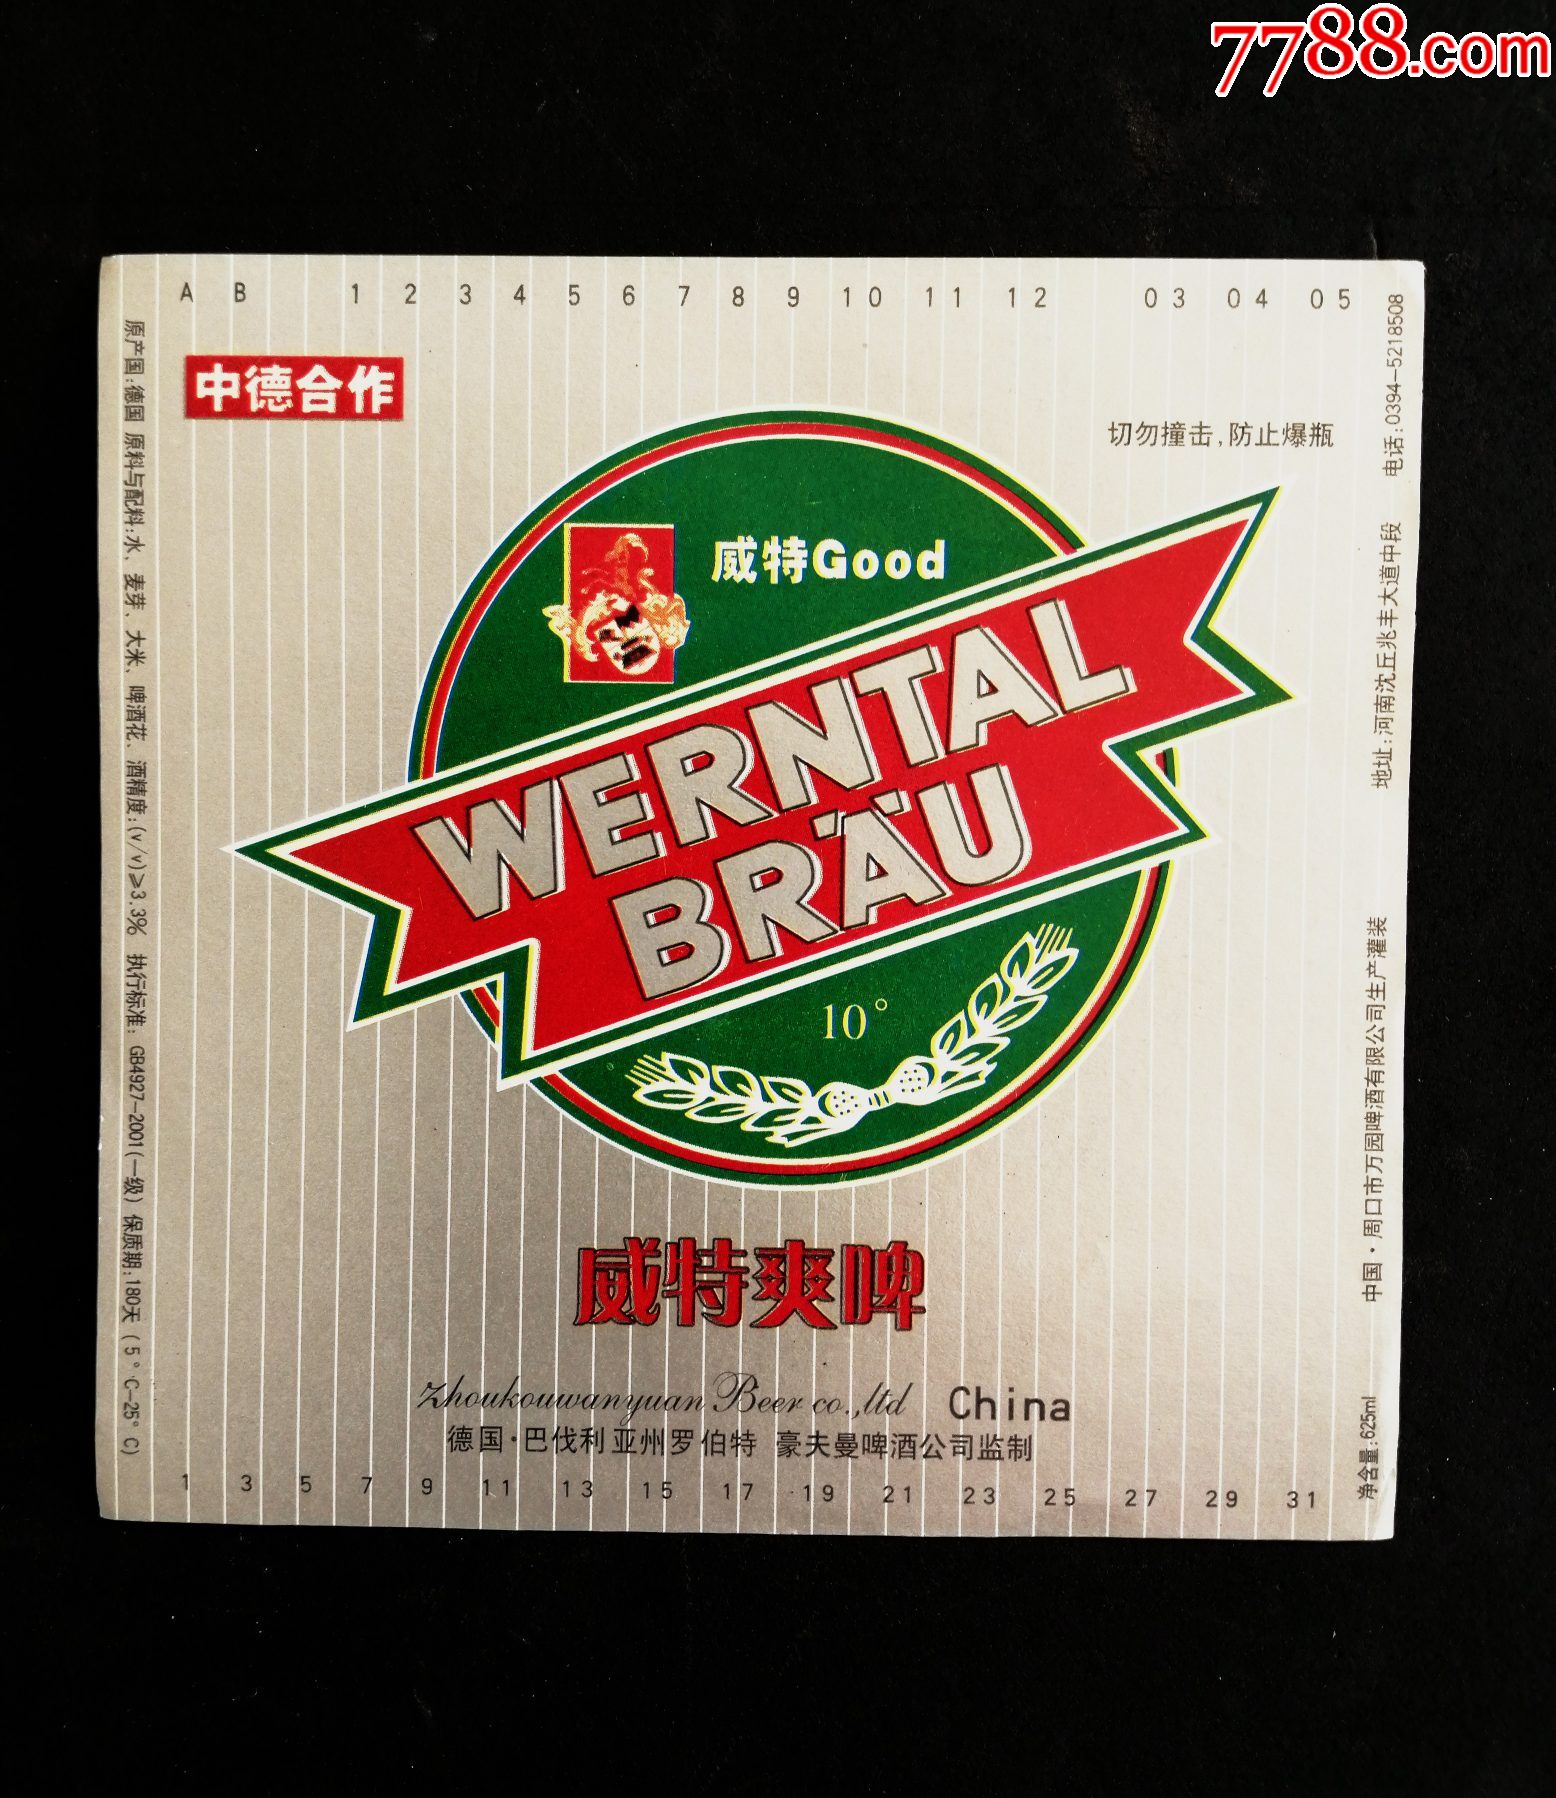 7788.com
A B 1 2 3 4 5 6 7 8 9 10 11 12 03 04 05
中德合作
切勿撞击,防止爆瓶
威特Good
WERNTAL
BRÄU
10°
威特爽啤
Zhoukouwanyuan Beer co.,ltd China
德国·巴伐利亚州罗伯特 豪夫曼啤酒公司监制
1 3 5 7 9 11 13 15 17 19 21 23 25 27 29 31
原产国:德国 原料与配料:水、麦芽、大米、啤酒花、酒精度:(v/v)≥3.3% 执行标准: GB4927-2001(一级) 保质期:180天(5°C-25°C)
净含量:625ml 中国·周口市万园啤酒有限公司生产灌装 地址:河南沈丘兆丰大道中段 电话:0394-5218508